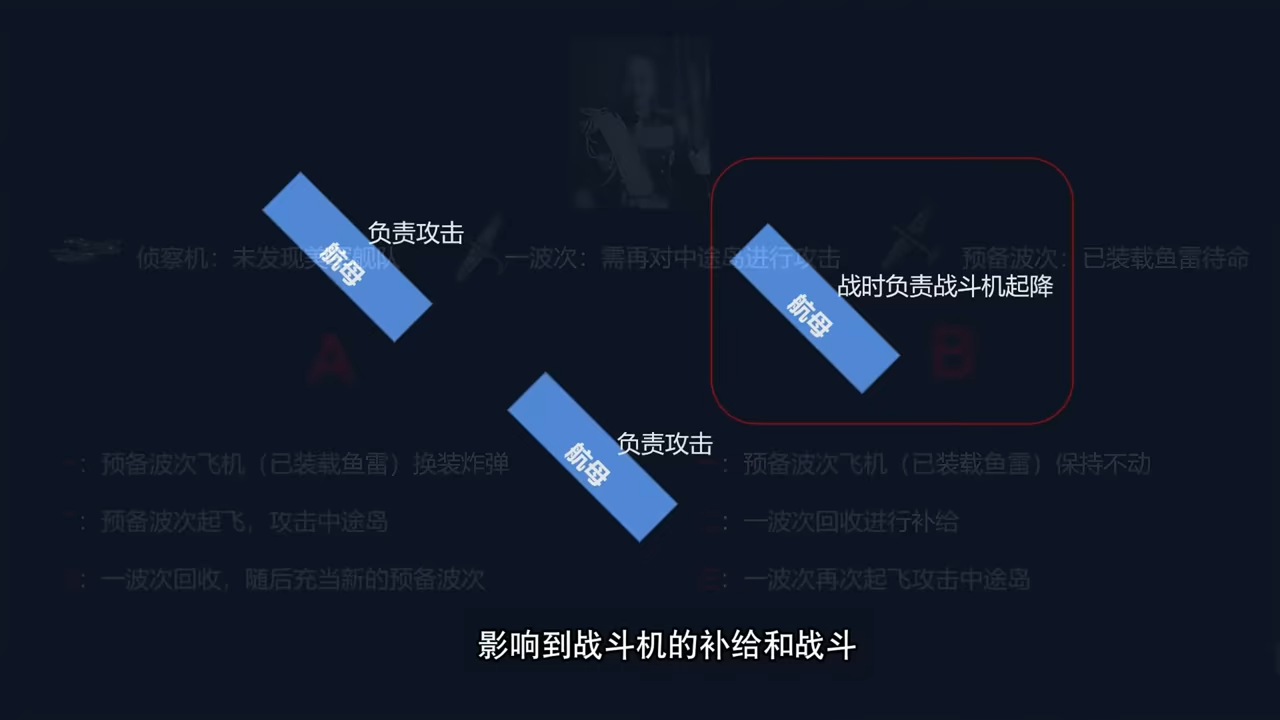 负责攻击
航母
侦察机：未发现美军舰队
一波次：需再对中途岛进行攻击
预备波次：已装载鱼雷待命
战时负责战斗机起降
航母
A
B
负责攻击
航母
一：预备波次飞机（已装载鱼雷）换装炸弹
：预备波次起飞，攻击中途岛
：一波次回收，随后充当新的预备波次
：预备波次飞机（已装载鱼雷）保持不动
二：一波次回收进行补给
三：一波次再次起飞攻击中途岛
影响到战斗机的补给和战斗